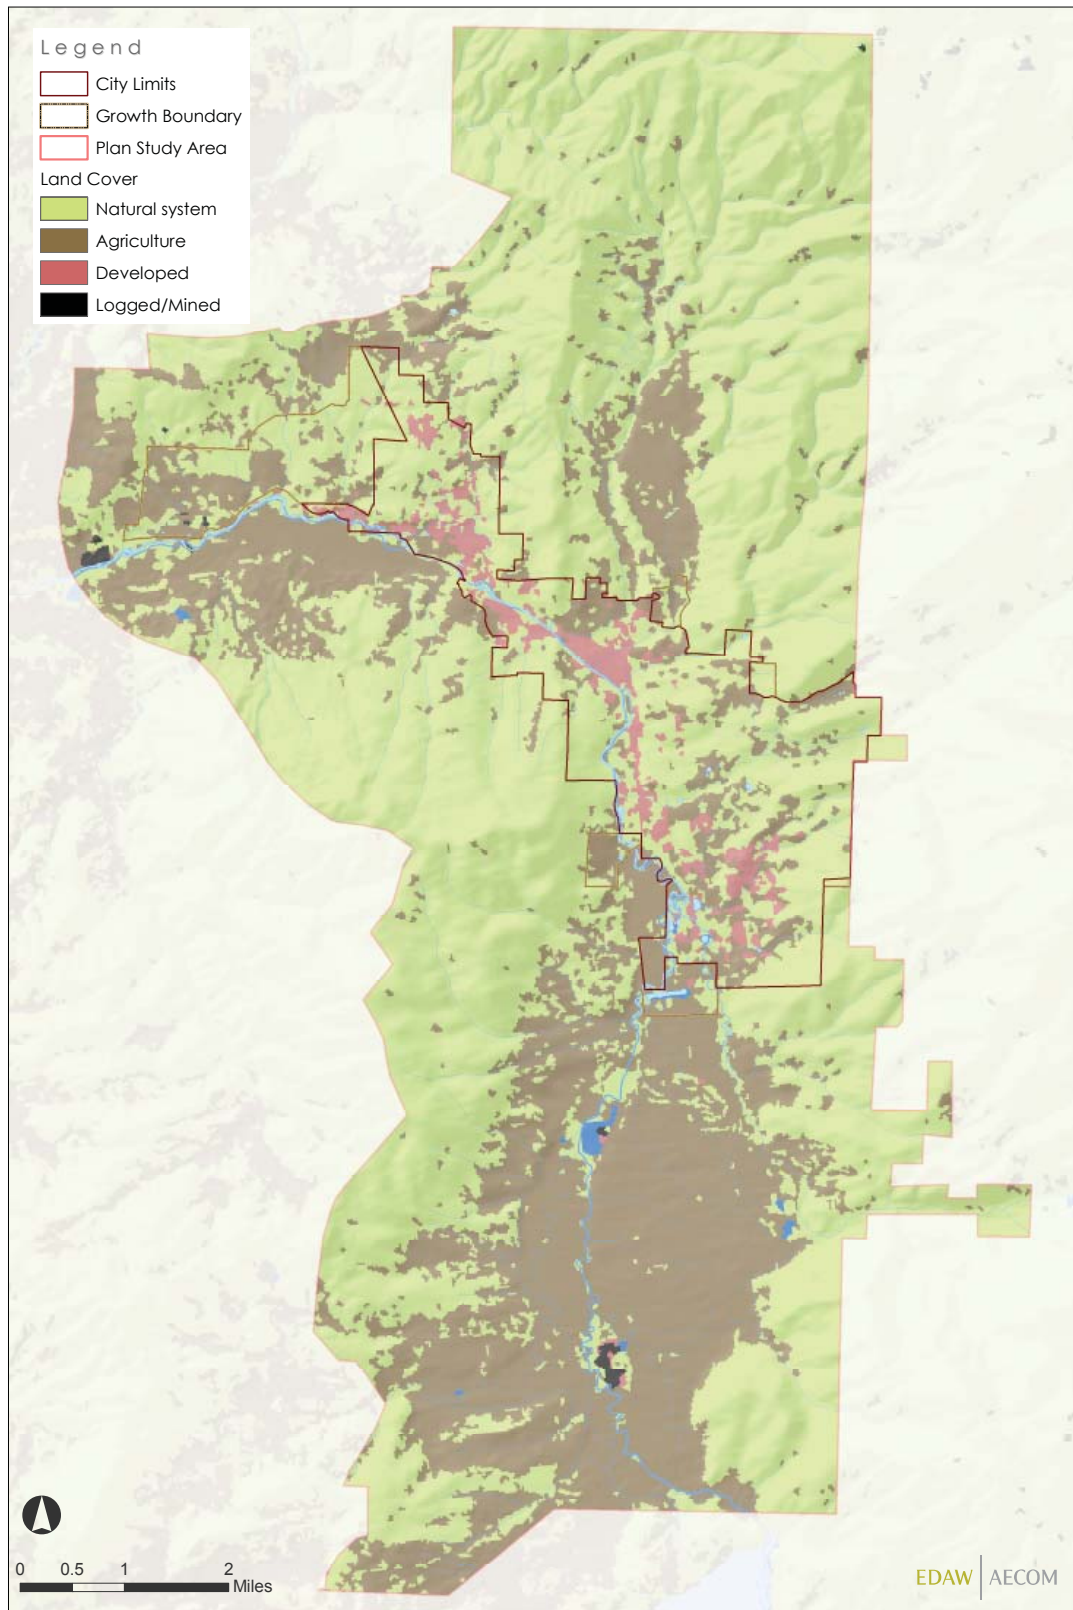 Legend
City Limits
Growth Boundary
Plan Study Area
Land Cover
Natural system
Agriculture
Developed
Logged/Mined
0 0.5 1 2
Miles
EDAW | AECOM